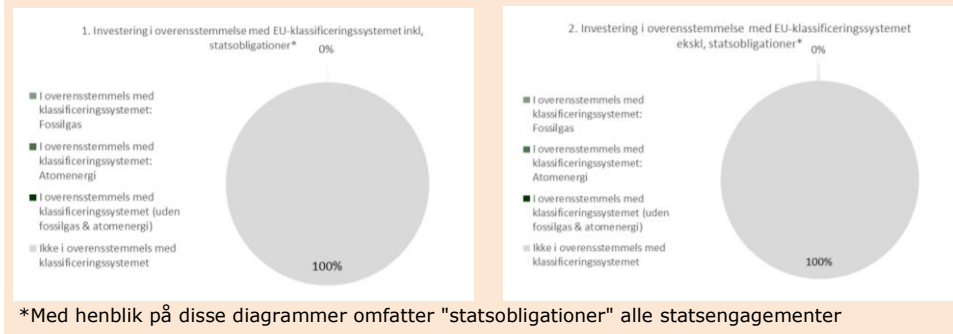 1. Investering i overensstemmelse med EU-klassificeringssystemet inkl,
statsobligationer*
0%
I overensstemmels med
klassificeringssystemet:
Fossilgas
I overensstemmels med
klassificeringssystemet:
Atomenergi
I overensstemmels med
klassificeringssystemet (uden
fossilgas & atomenergi)
Ikke i overensstemmels med
klassificeringssystemet
100%
2. Investering i overensstemmelse med EU-klassificeringssystemet
ekskl, statsobligationer*
0%
I overensstemmels med
klassificeringssystemet:
Fossilgas
I overensstemmels med
klassificeringssystemet:
Atomenergi
I overensstemmels med
klassificeringssystemet (uden
fossilgas & atomenergi)
Ikke i overensstemmels med
klassificeringssystemet
100%
*Med henblik på disse diagrammer omfatter "statsobligationer" alle statsengagementer